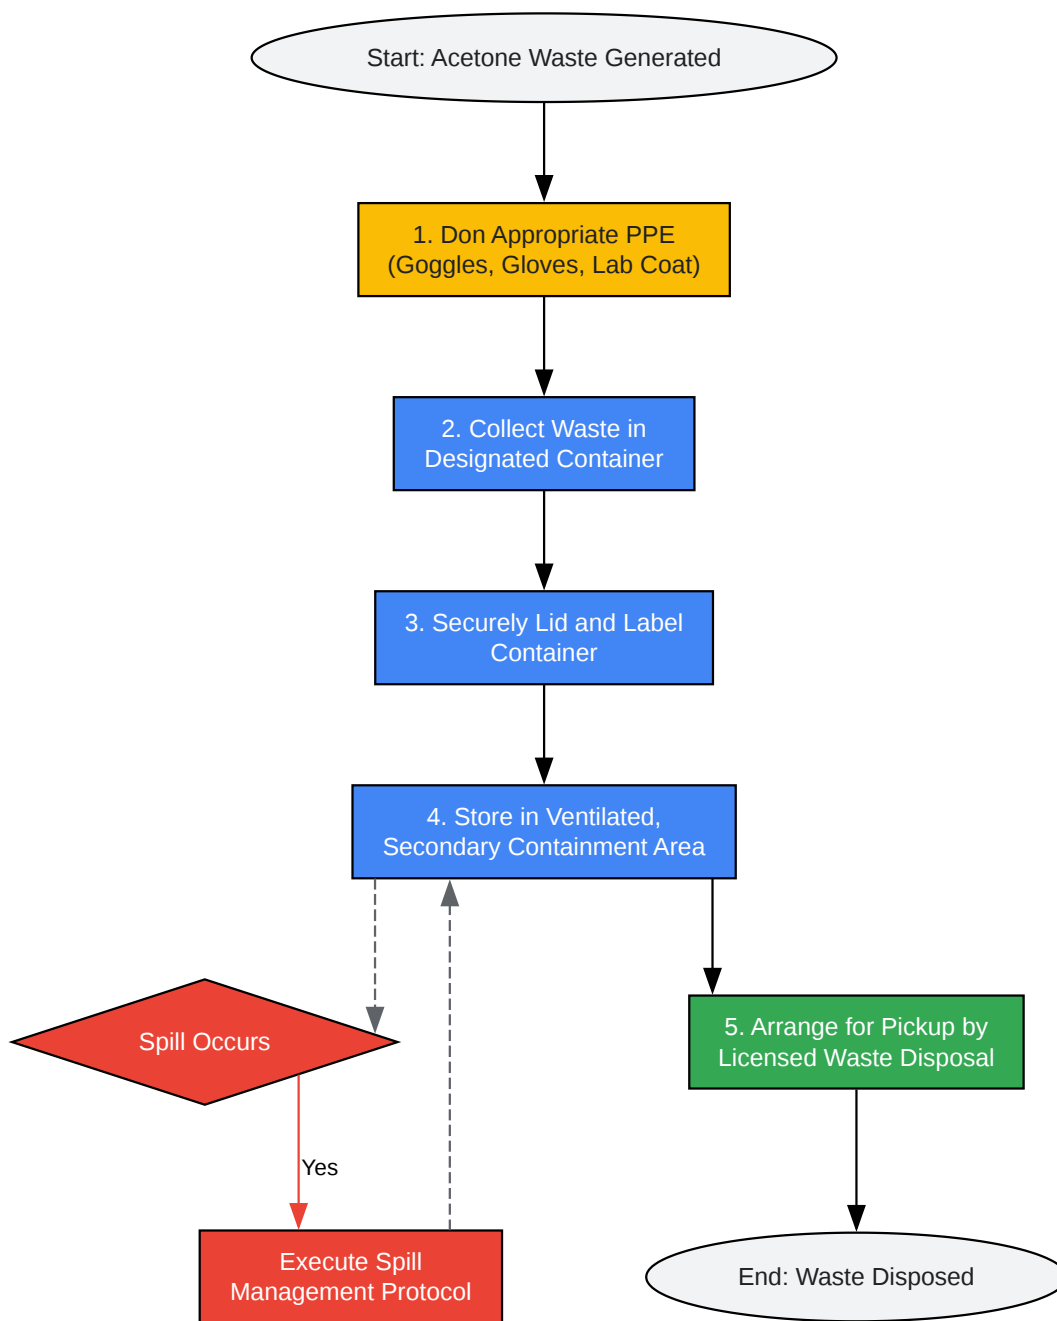 Start: Acetone Waste Generated
1. Don Appropriate PPE
(Goggles, Gloves, Lab Coat)
2. Collect Waste in
Designated Container
3. Securely Lid and Label
Container
4. Store in Ventilated,
Secondary Containment Area
Spill Occurs
5. Arrange for Pickup by
Licensed Waste Disposal
Yes
Execute Spill
Management Protocol
End: Waste Disposed